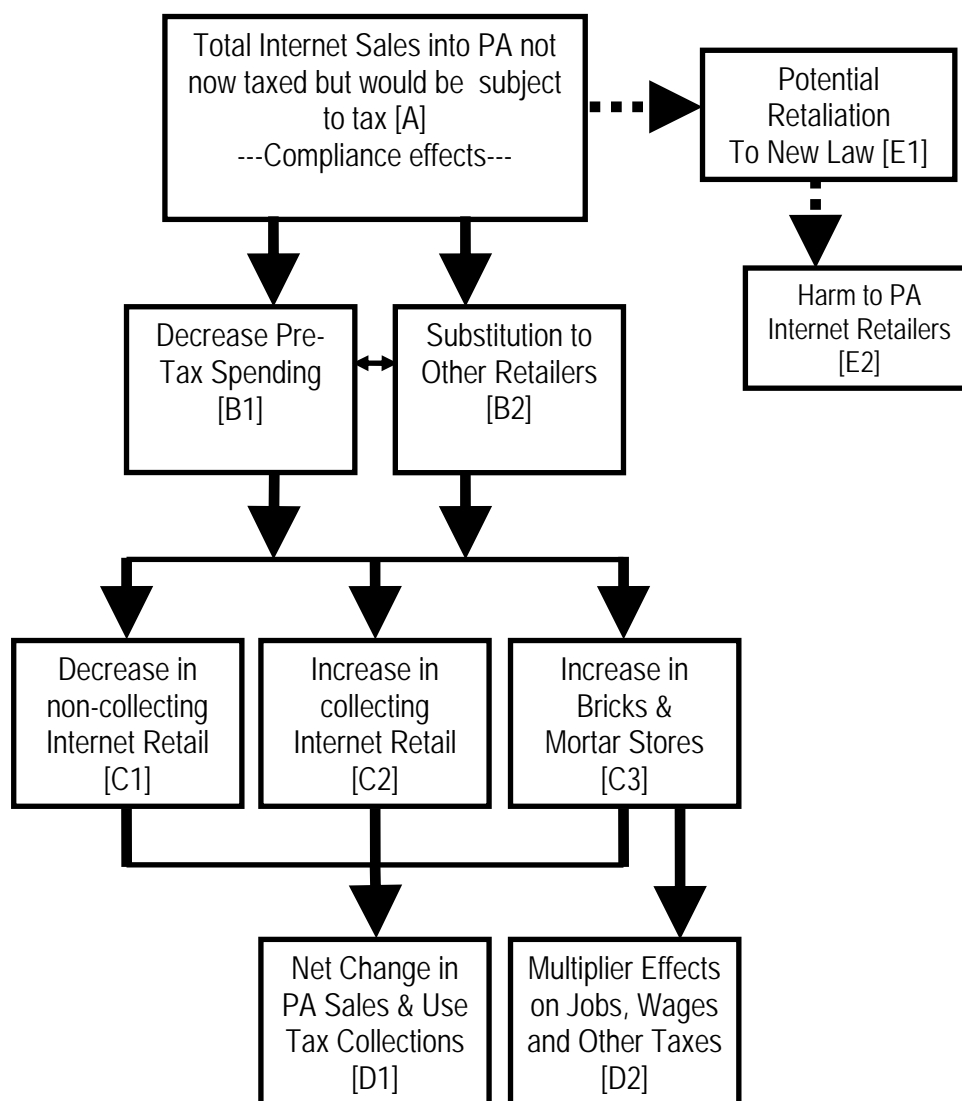 Total Internet Sales into PA not
now taxed but would be subject
to tax [A]
---Compliance effects---
Potential
Retaliation
To New Law [E1]
Harm to PA
Internet Retailers
[E2]
Decrease Pre-
Tax Spending
[B1]
Substitution to
Other Retailers
[B2]
Decrease in
non-collecting
Internet Retail
[C1]
Increase in
collecting
Internet Retail
[C2]
Increase in
Bricks &
Mortar Stores
[C3]
Net Change in
PA Sales & Use
Tax Collections
[D1]
Multiplier Effects
on Jobs, Wages
and Other Taxes
[D2]